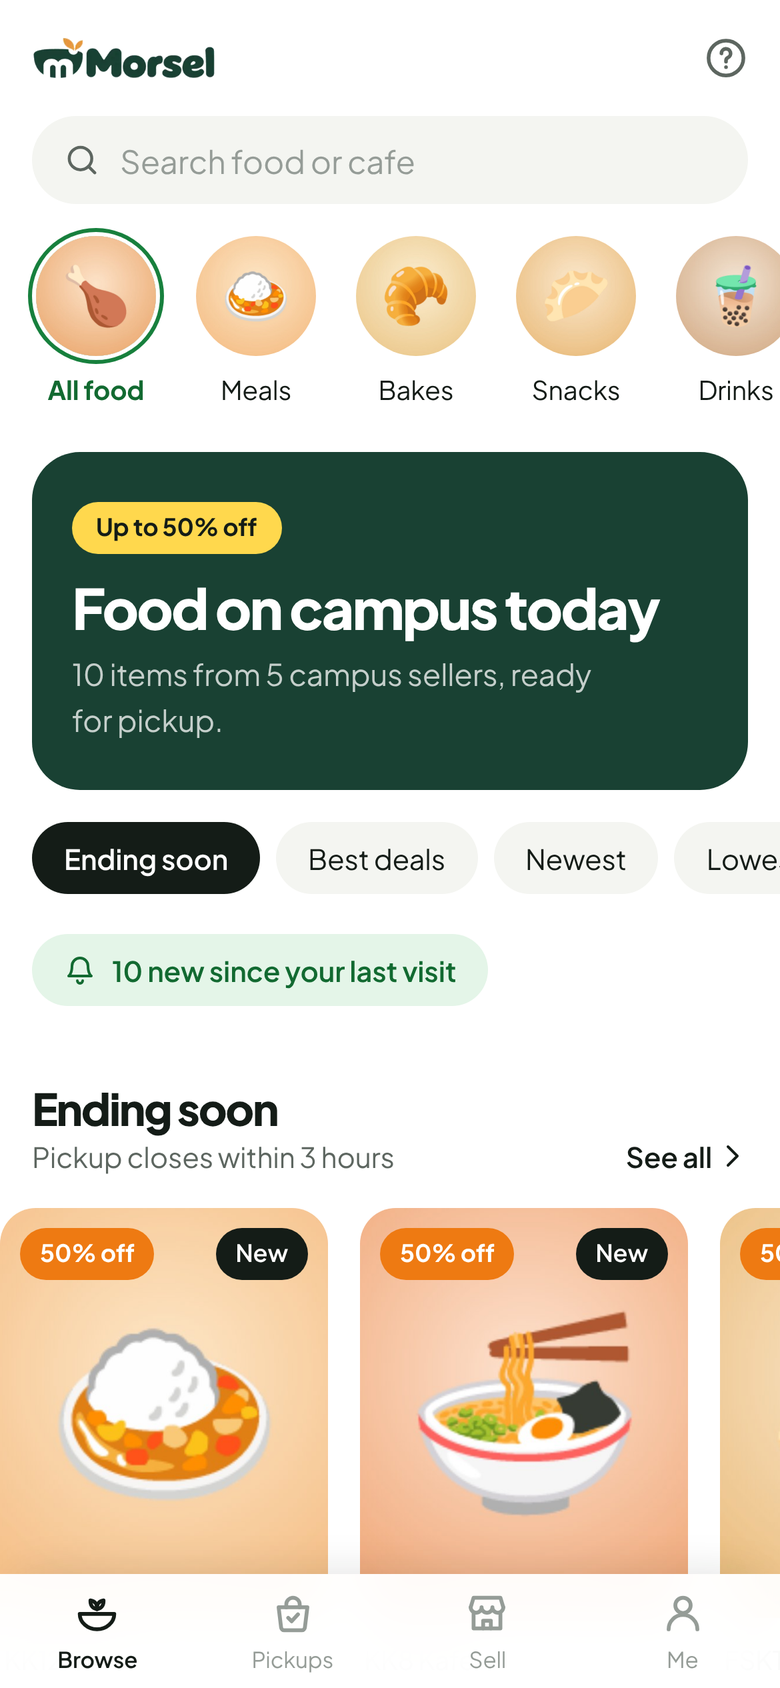 Morsel
Search food or cafe
All food
Meals
Bakes
Snacks
Drinks
Up to 50% off
Food on campus today
10 items from 5 campus sellers, ready
for pickup.
Ending soon
Best deals
Newest
10 new since your last visit
Ending soon
Pickup closes within 3 hours
See all
50% off
New
50% off
New
Browse
Pickups
Sell
Me